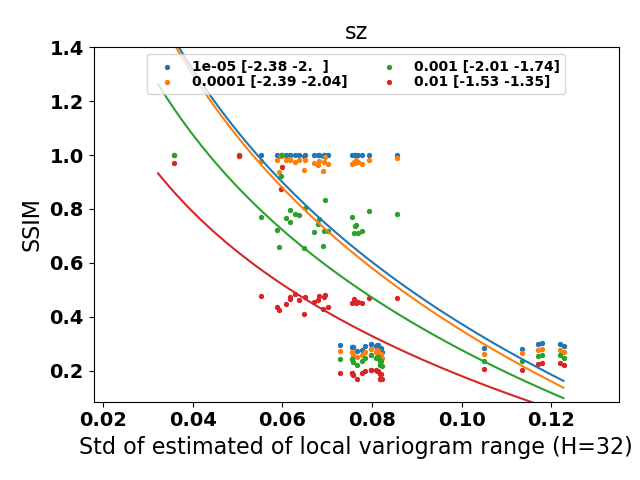 sz
1e-05 [-2.38 -2.  ]
0.0001 [-2.39 -2.04]
0.001 [-2.01 -1.74]
0.01 [-1.53 -1.35]
SSIM
1.4
1.2
1.0
0.8
0.6
0.4
0.2
0.02 0.04 0.06 0.08 0.10 0.12
Std of estimated of local variogram range (H=32)